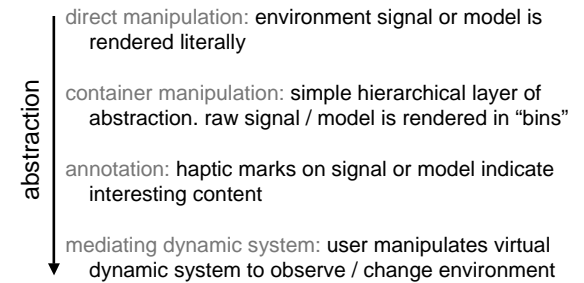 abstraction
direct manipulation: environment signal or model is
rendered literally
container manipulation: simple hierarchical layer of
abstraction. raw signal / model is rendered in “bins”
annotation: haptic marks on signal or model indicate
interesting content
mediating dynamic system: user manipulates virtual
dynamic system to observe / change environment